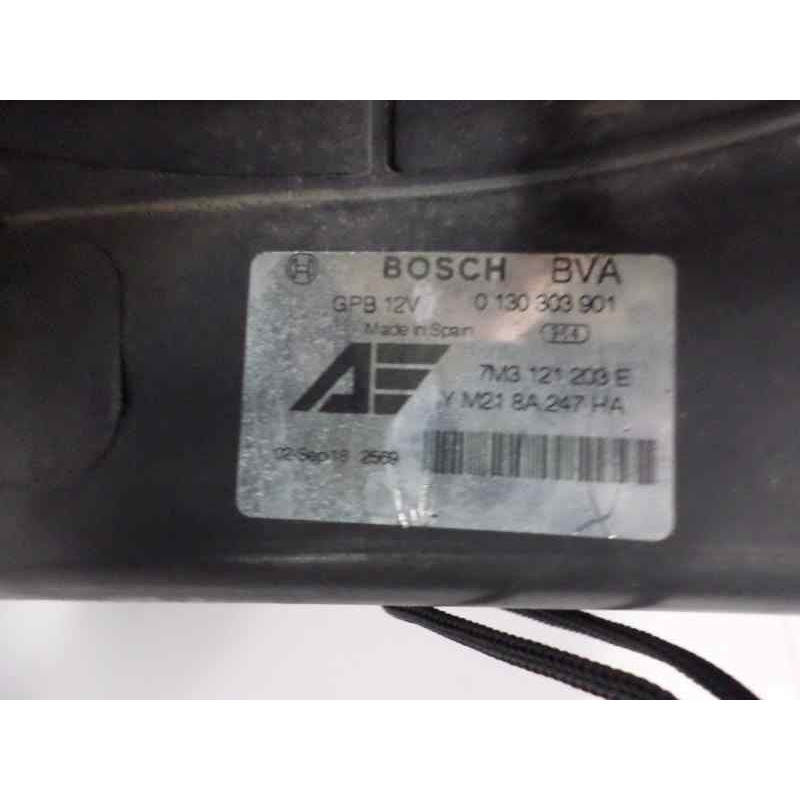 BOSCH BVA
GPB 12V 0 130 303 901
Made in Spain
7M3 121 203 E
YM21 8A 247 HA
02-Sep-18 2569